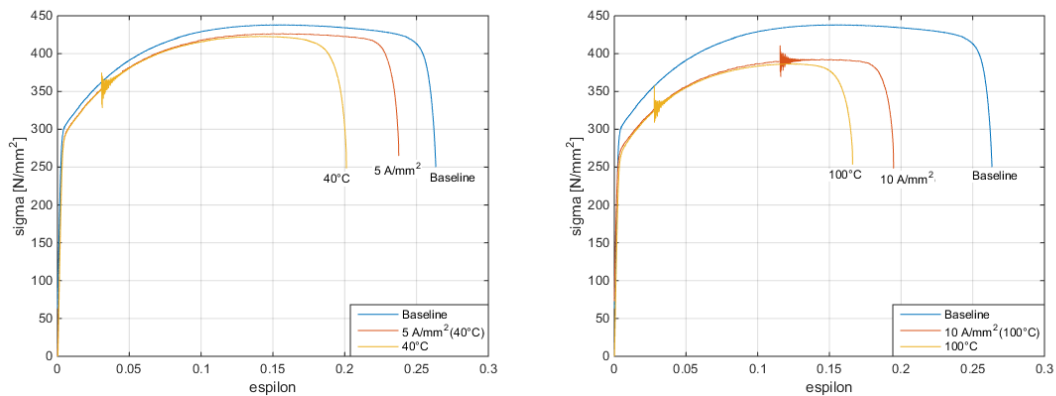 450
400
350
300
250
200
150
100
50
0
sigma [N/mm²]
40°C
5 A/mm²
Baseline
Baseline
5 A/mm² (40°C)
40°C
0
0.05
0.1
0.15
0.2
0.25
0.3
espilon
450
400
350
300
250
200
150
100
50
0
sigma [N/mm²]
100°C
10 A/mm²
Baseline
Baseline
10 A/mm² (100°C)
100°C
0
0.05
0.1
0.15
0.2
0.25
0.3
espilon